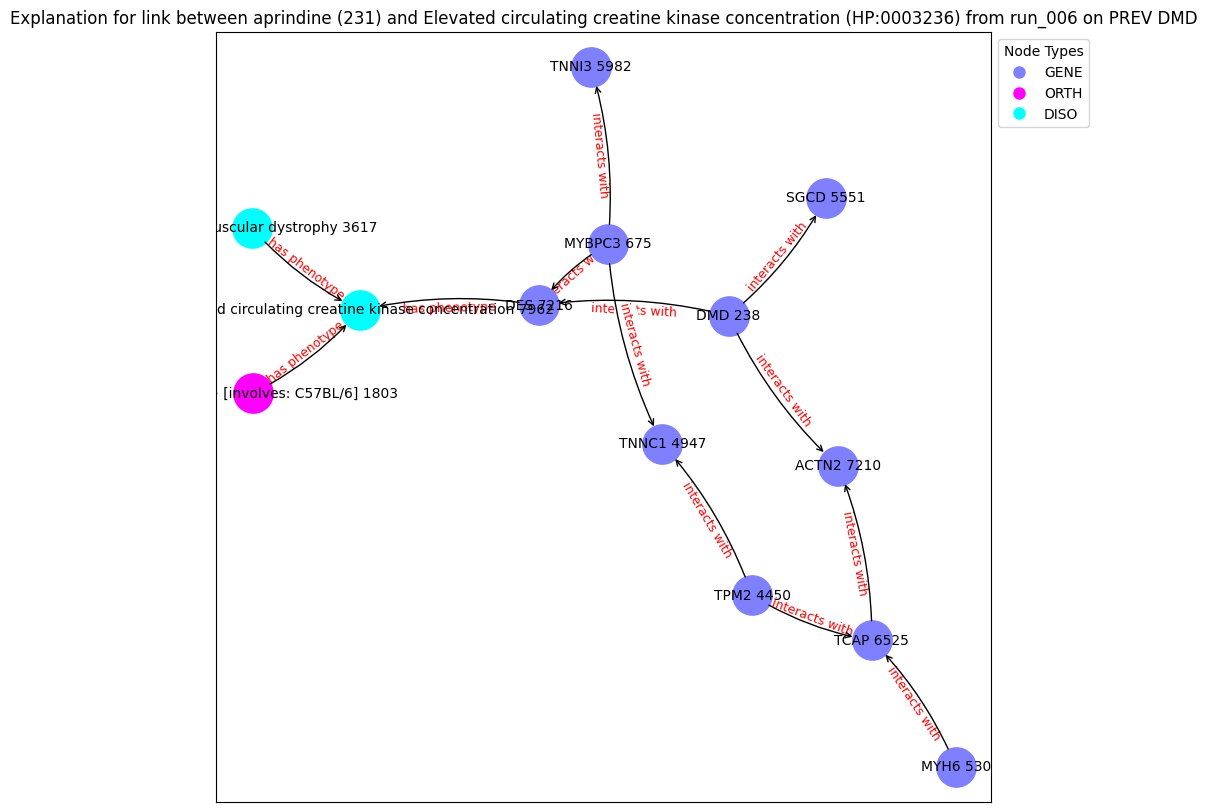 Explanation for link between aprindine (231) and Elevated circulating creatine kinase concentration (HP:0003236) from run_006 on PREV DMD
Node Types
GENE
ORTH
DISO
TNNI3 5982
interacts with
SGCD 5551
uscular dystrophy 3617
MYBPC3 675
interacts with
has phenotype
eracts w
d circulating creatine kinase concentration 7962
has phenotype
DES 7216
interacts with
DMD 238
interacts with
has phenotype
[involves: C57BL/6] 1803
interacts with
TNNC1 4947
ACTN2 7210
interacts with
interacts with
TPM2 4450
interacts with
TCAP 6525
interacts with
MYH6 530